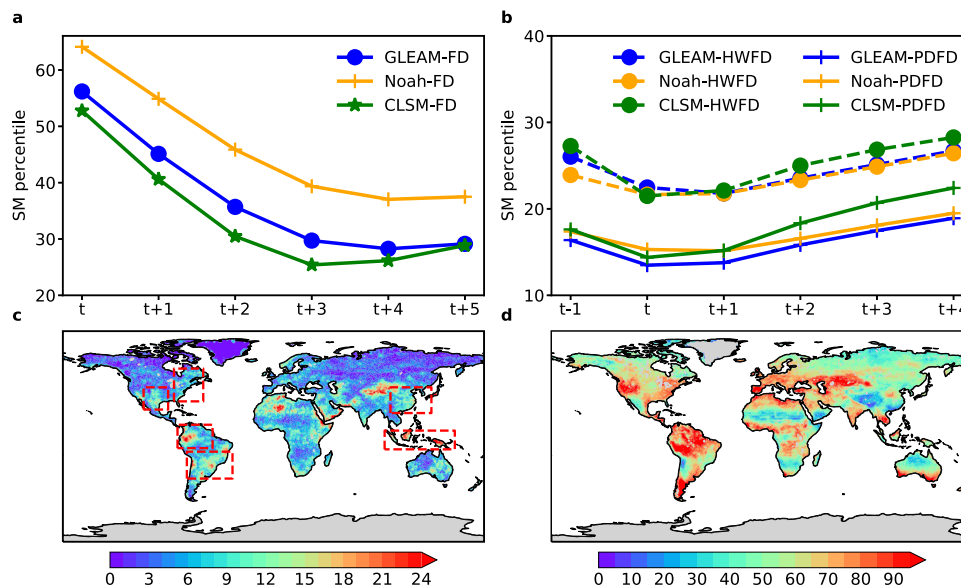 a
b
60
50
40
30
20
SM percentile
GLEAM-FD
Noah-FD
CLSM-FD
t t+1 t+2 t+3 t+4 t+5
40
30
20
10
SM percentile
GLEAM-HWFD GLEAM-PDFD
Noah-HWFD Noah-PDFD
CLSM-HWFD CLSM-PDFD
t-1 t t+1 t+2 t+3 t+4
c
d
0 3 6 9 12 15 18 21 24
0 10 20 30 40 50 60 70 80 90